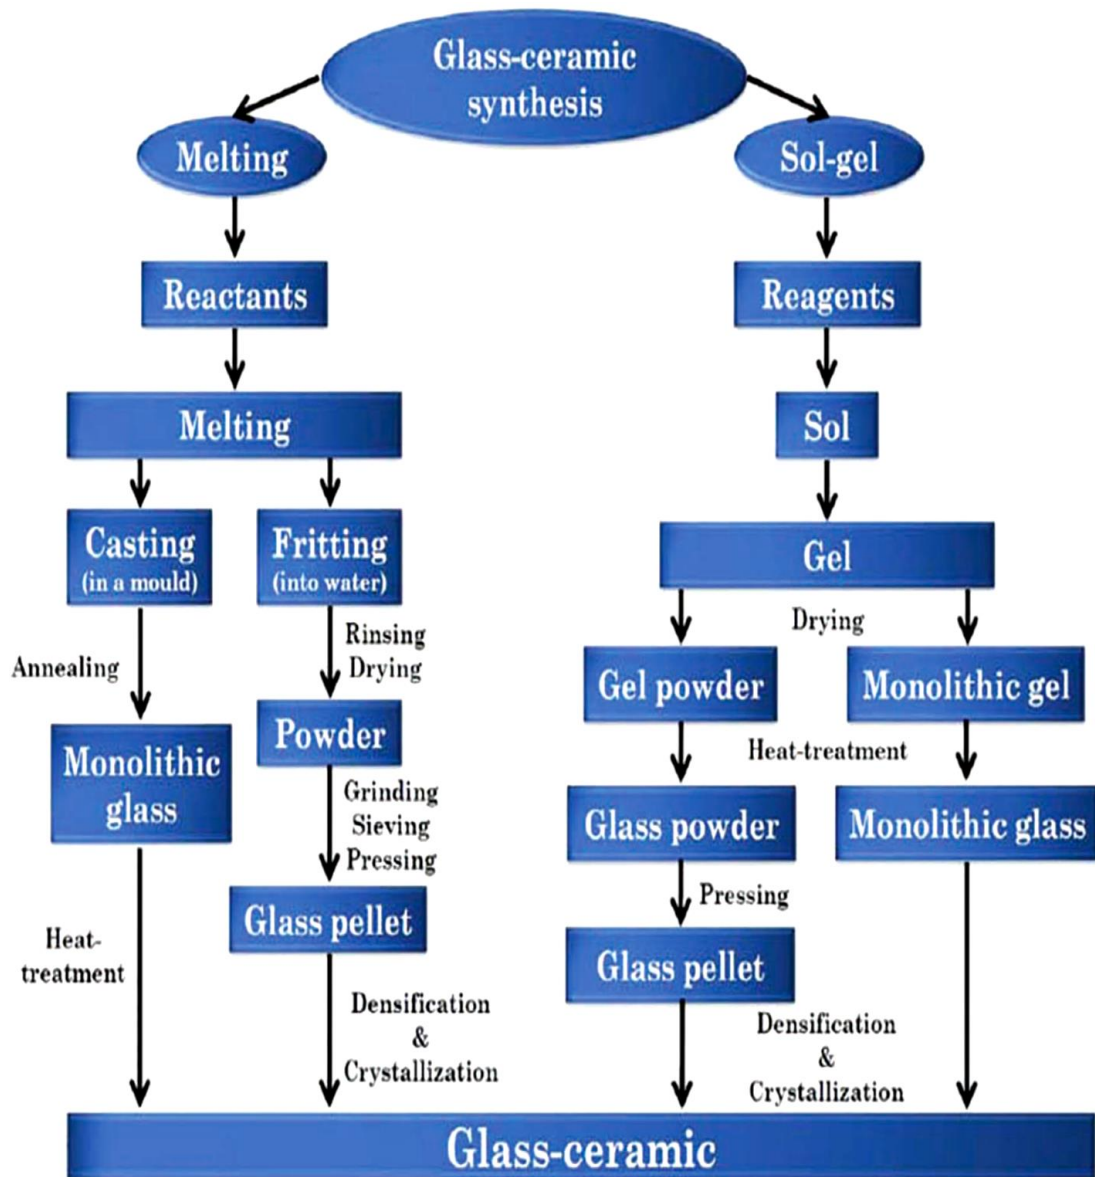 Glass-ceramic
synthesis
Melting
Sol-gel
Reactants
Reagents
Melting
Sol
Casting
(in a mould)
Fritting
(into water)
Gel
Annealing
Rinsing
Drying
Drying
Gel powder
Monolithic gel
Monolithic
glass
Powder
Heat-treatment
Grinding
Sieving
Pressing
Glass powder
Monolithic glass
Glass pellet
Pressing
Heat-
treatment
Glass pellet
Densification
&
Crystallization
Densification
&
Crystallization
Glass-ceramic